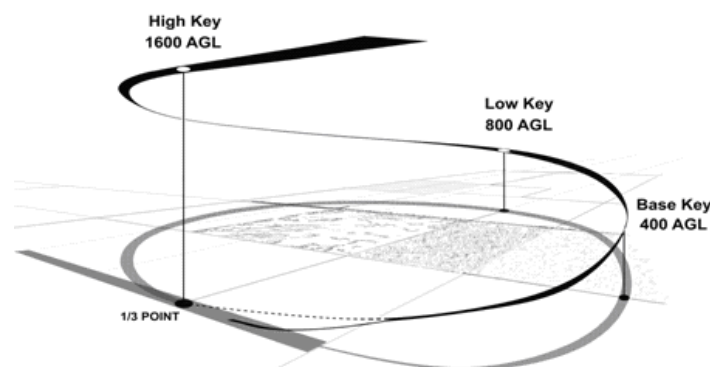 High Key
1600 AGL
Low Key
800 AGL
Base Key
400 AGL
1/3 POINT